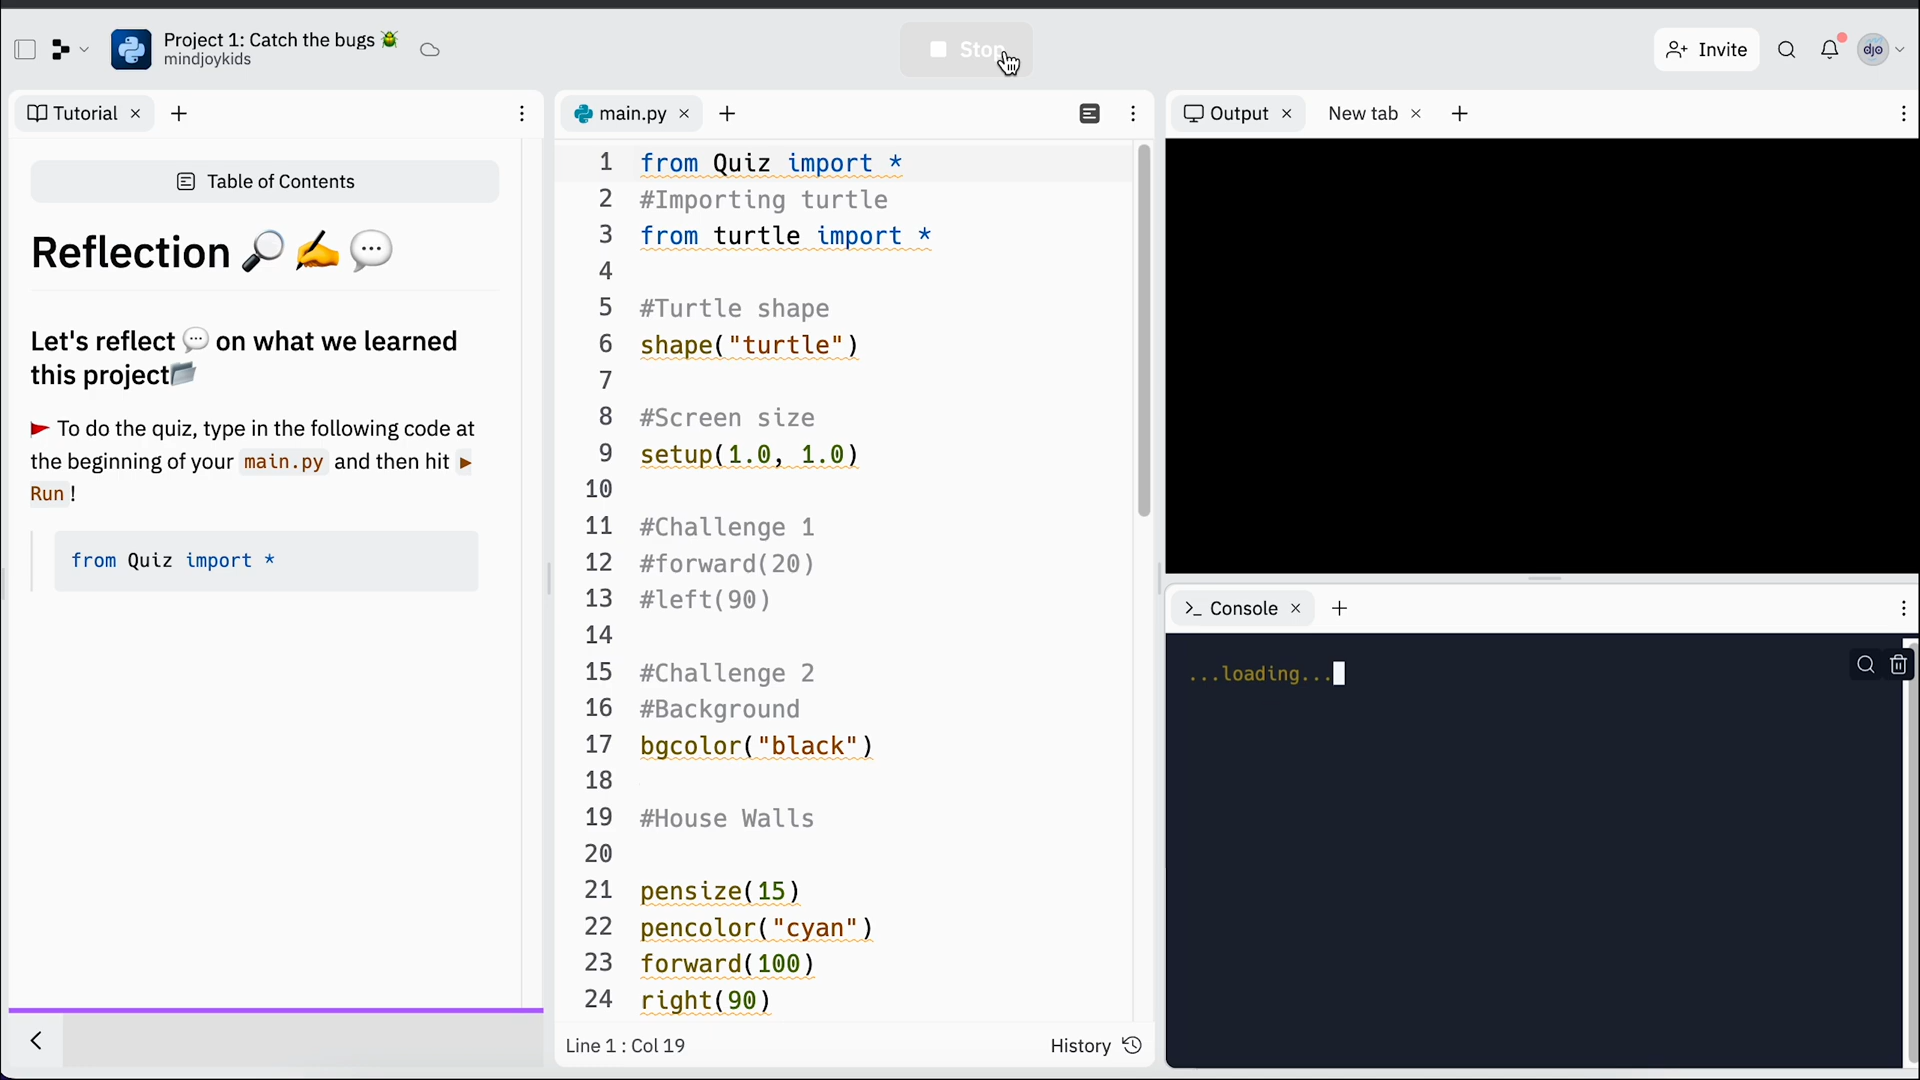 Project 1: Catch the bugs
mindjoykids
Stop
Invite
djo
Tutorial
Table of Contents
Reflection
Let's reflect on what we learned
this project
To do the quiz, type in the following code at
the beginning of your main.py and then hit
Run !
from Quiz import *
main.py
1 from Quiz import *
2 #Importing turtle
3 from turtle import *
4
5 #Turtle shape
6 shape("turtle")
7
8 #Screen size
9 setup(1.0, 1.0)
10
11 #Challenge 1
12 #forward(20)
13 #left(90)
14
15 #Challenge 2
16 #Background
17 bgcolor("black")
18
19 #House Walls
20
21 pensize(15)
22 pencolor("cyan")
23 forward(100)
24 right(90)
Line 1 : Col 19
History
Output
New tab
>_ Console
...loading...